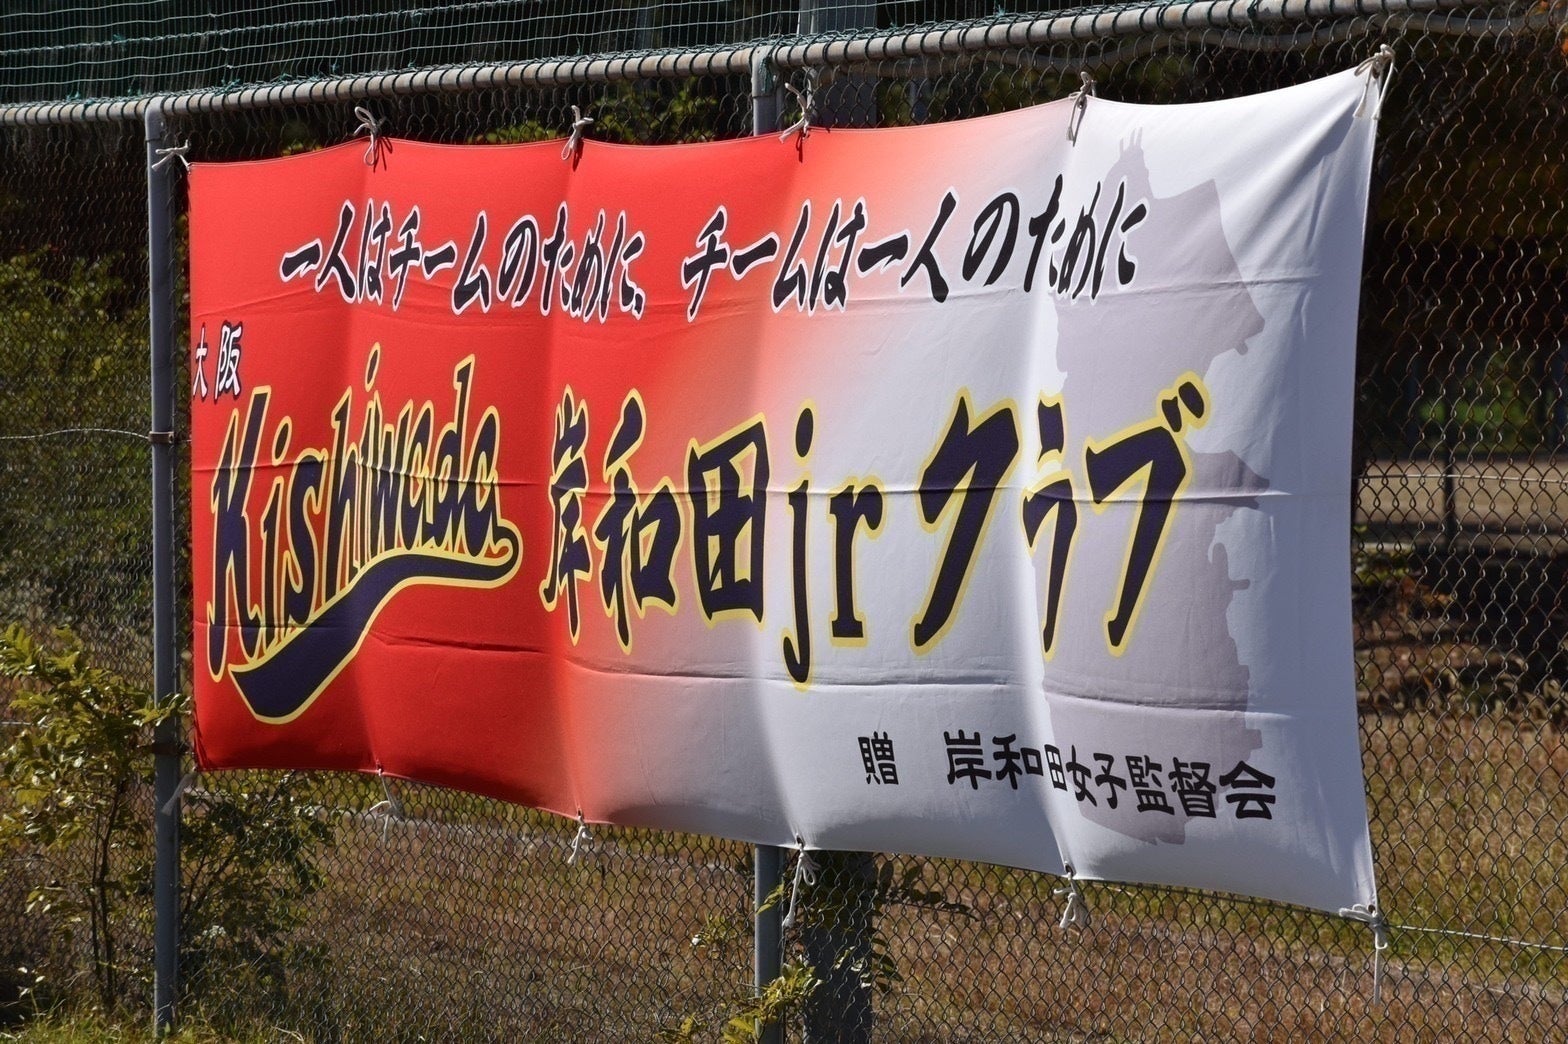 一人はチームのために、チームは一人のために
大阪
Kishiwada 岸和田jrクラブ
贈 岸和田女子監督会